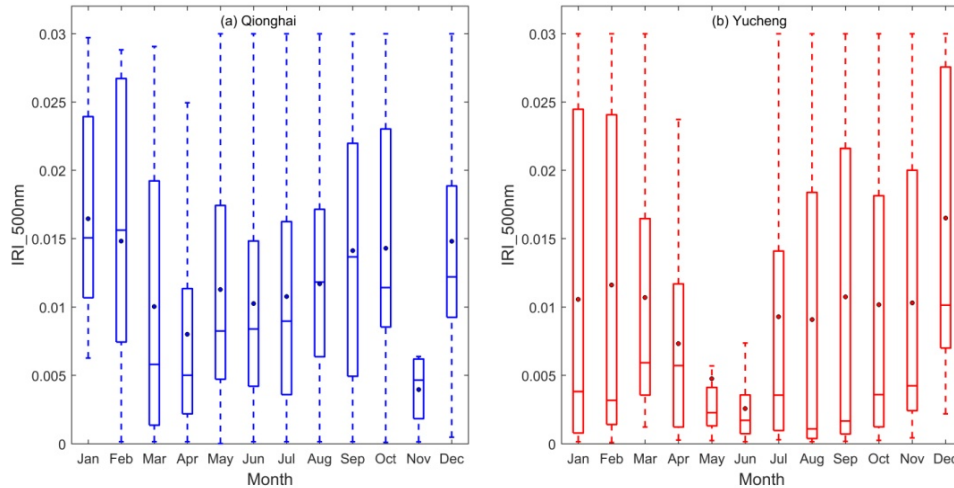 (a) Qionghai
IRI_500nm
0.03
0.025
0.02
0.015
0.01
0.005
0
Jan Feb Mar Apr May Jun Jul Aug Sep Oct Nov Dec
Month
(b) Yucheng
IRI_500nm
0.03
0.025
0.02
0.015
0.01
0.005
0
Jan Feb Mar Apr May Jun Jul Aug Sep Oct Nov Dec
Month